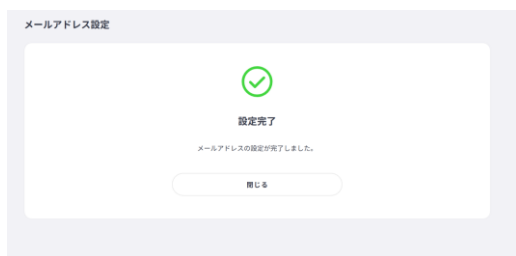 メールアドレス設定
設定完了
メールアドレスの設定が完了しました。
閉じる